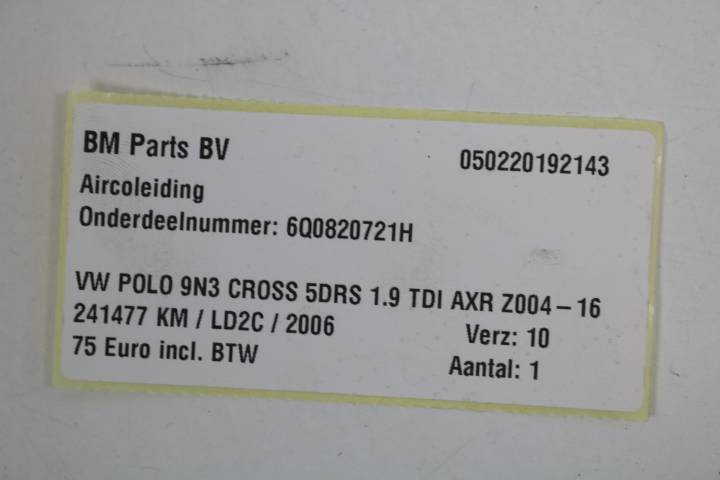 BM Parts BV 050220192143
Aircoleiding
Onderdeelnummer: 6Q0820721H
VW POLO 9N3 CROSS 5DRS 1.9 TDI AXR Z004-16
241477 KM / LD2C / 2006 Verz: 10
75 Euro incl. BTW Aantal: 1